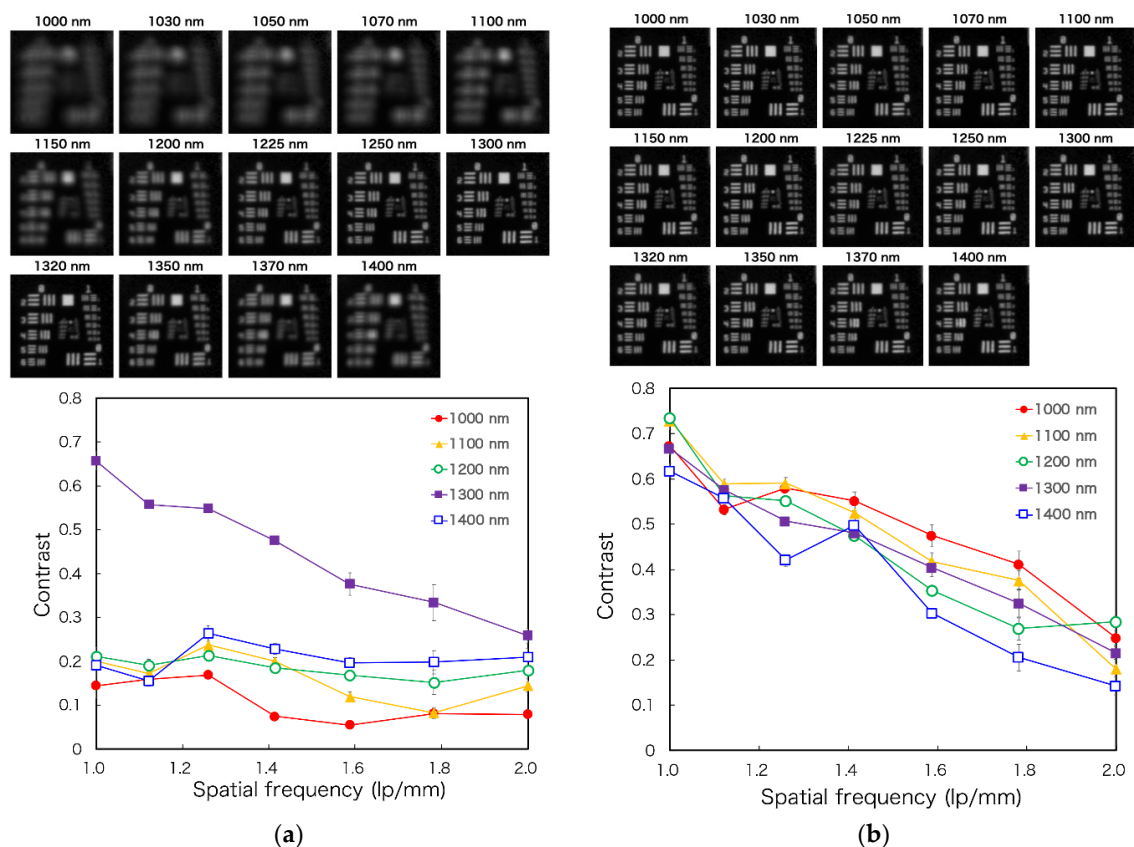 1000 nm 1030 nm 1050 nm 1070 nm 1100 nm
1150 nm 1200 nm 1225 nm 1250 nm 1300 nm
1320 nm 1350 nm 1370 nm 1400 nm
0.8
0.7
0.6
0.5
0.4
0.3
0.2
0.1
0
Contrast
1000 nm
1100 nm
1200 nm
1300 nm
1400 nm
1.0 1.2 1.4 1.6 1.8 2.0
Spatial frequency (lp/mm)
(a)
1000 nm 1030 nm 1050 nm 1070 nm 1100 nm
1150 nm 1200 nm 1225 nm 1250 nm 1300 nm
1320 nm 1350 nm 1370 nm 1400 nm
0.8
0.7
0.6
0.5
0.4
0.3
0.2
0.1
0
Contrast
1000 nm
1100 nm
1200 nm
1300 nm
1400 nm
1.0 1.2 1.4 1.6 1.8 2.0
Spatial frequency (lp/mm)
(b)